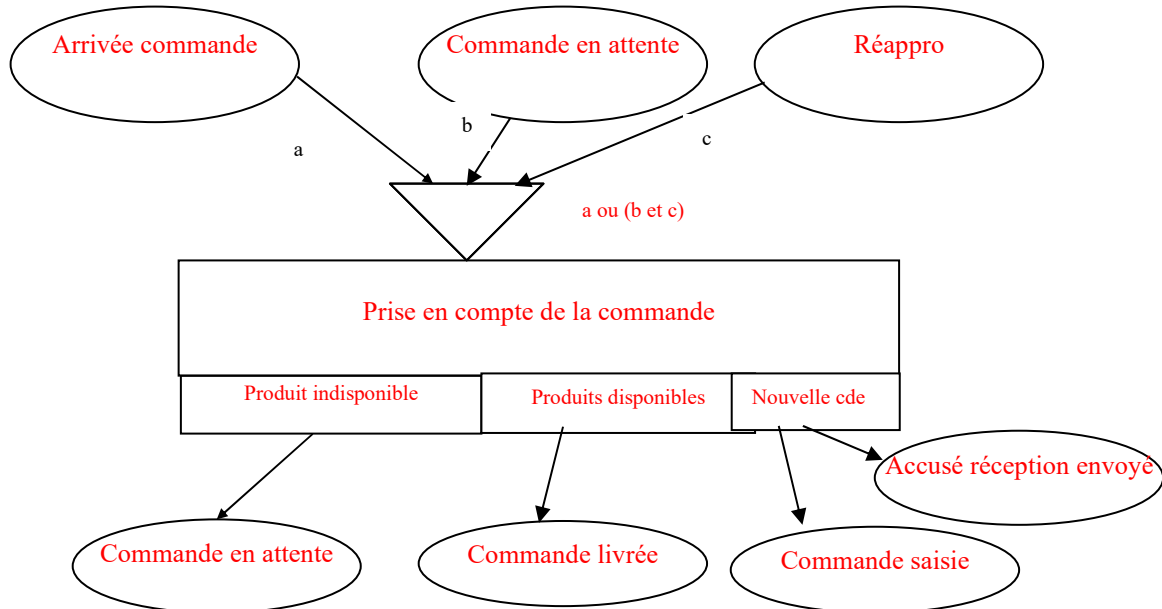 Arrivée commande
Commande en attente
Réappro
a
b
c
a ou (b et c)
Prise en compte de la commande
Produit indisponible
Produits disponibles
Nouvelle cde
Accusé réception envoyé
Commande en attente
Commande livrée
Commande saisie